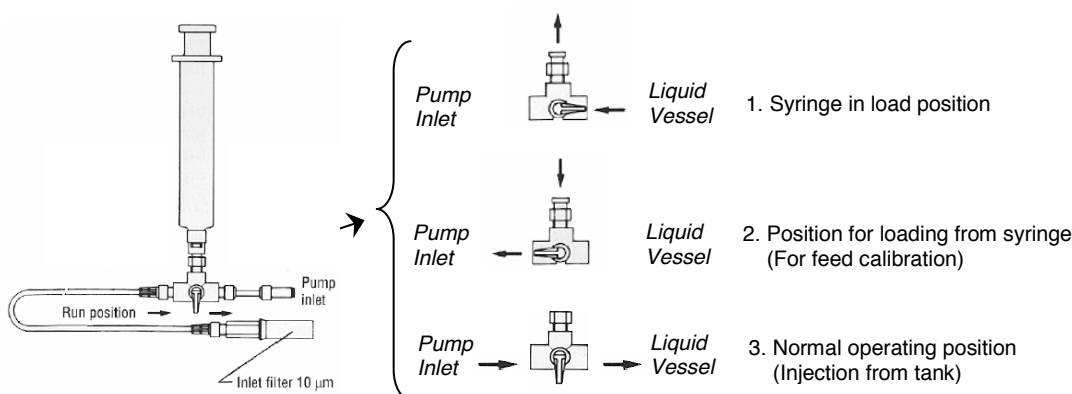 Pump
inlet
Run position
Inlet filter 10 µm
Pump
Inlet
Liquid
Vessel
1. Syringe in load position
Pump
Inlet
Liquid
Vessel
2. Position for loading from syringe
(For feed calibration)
Pump
Inlet
Liquid
Vessel
3. Normal operating position
(Injection from tank)